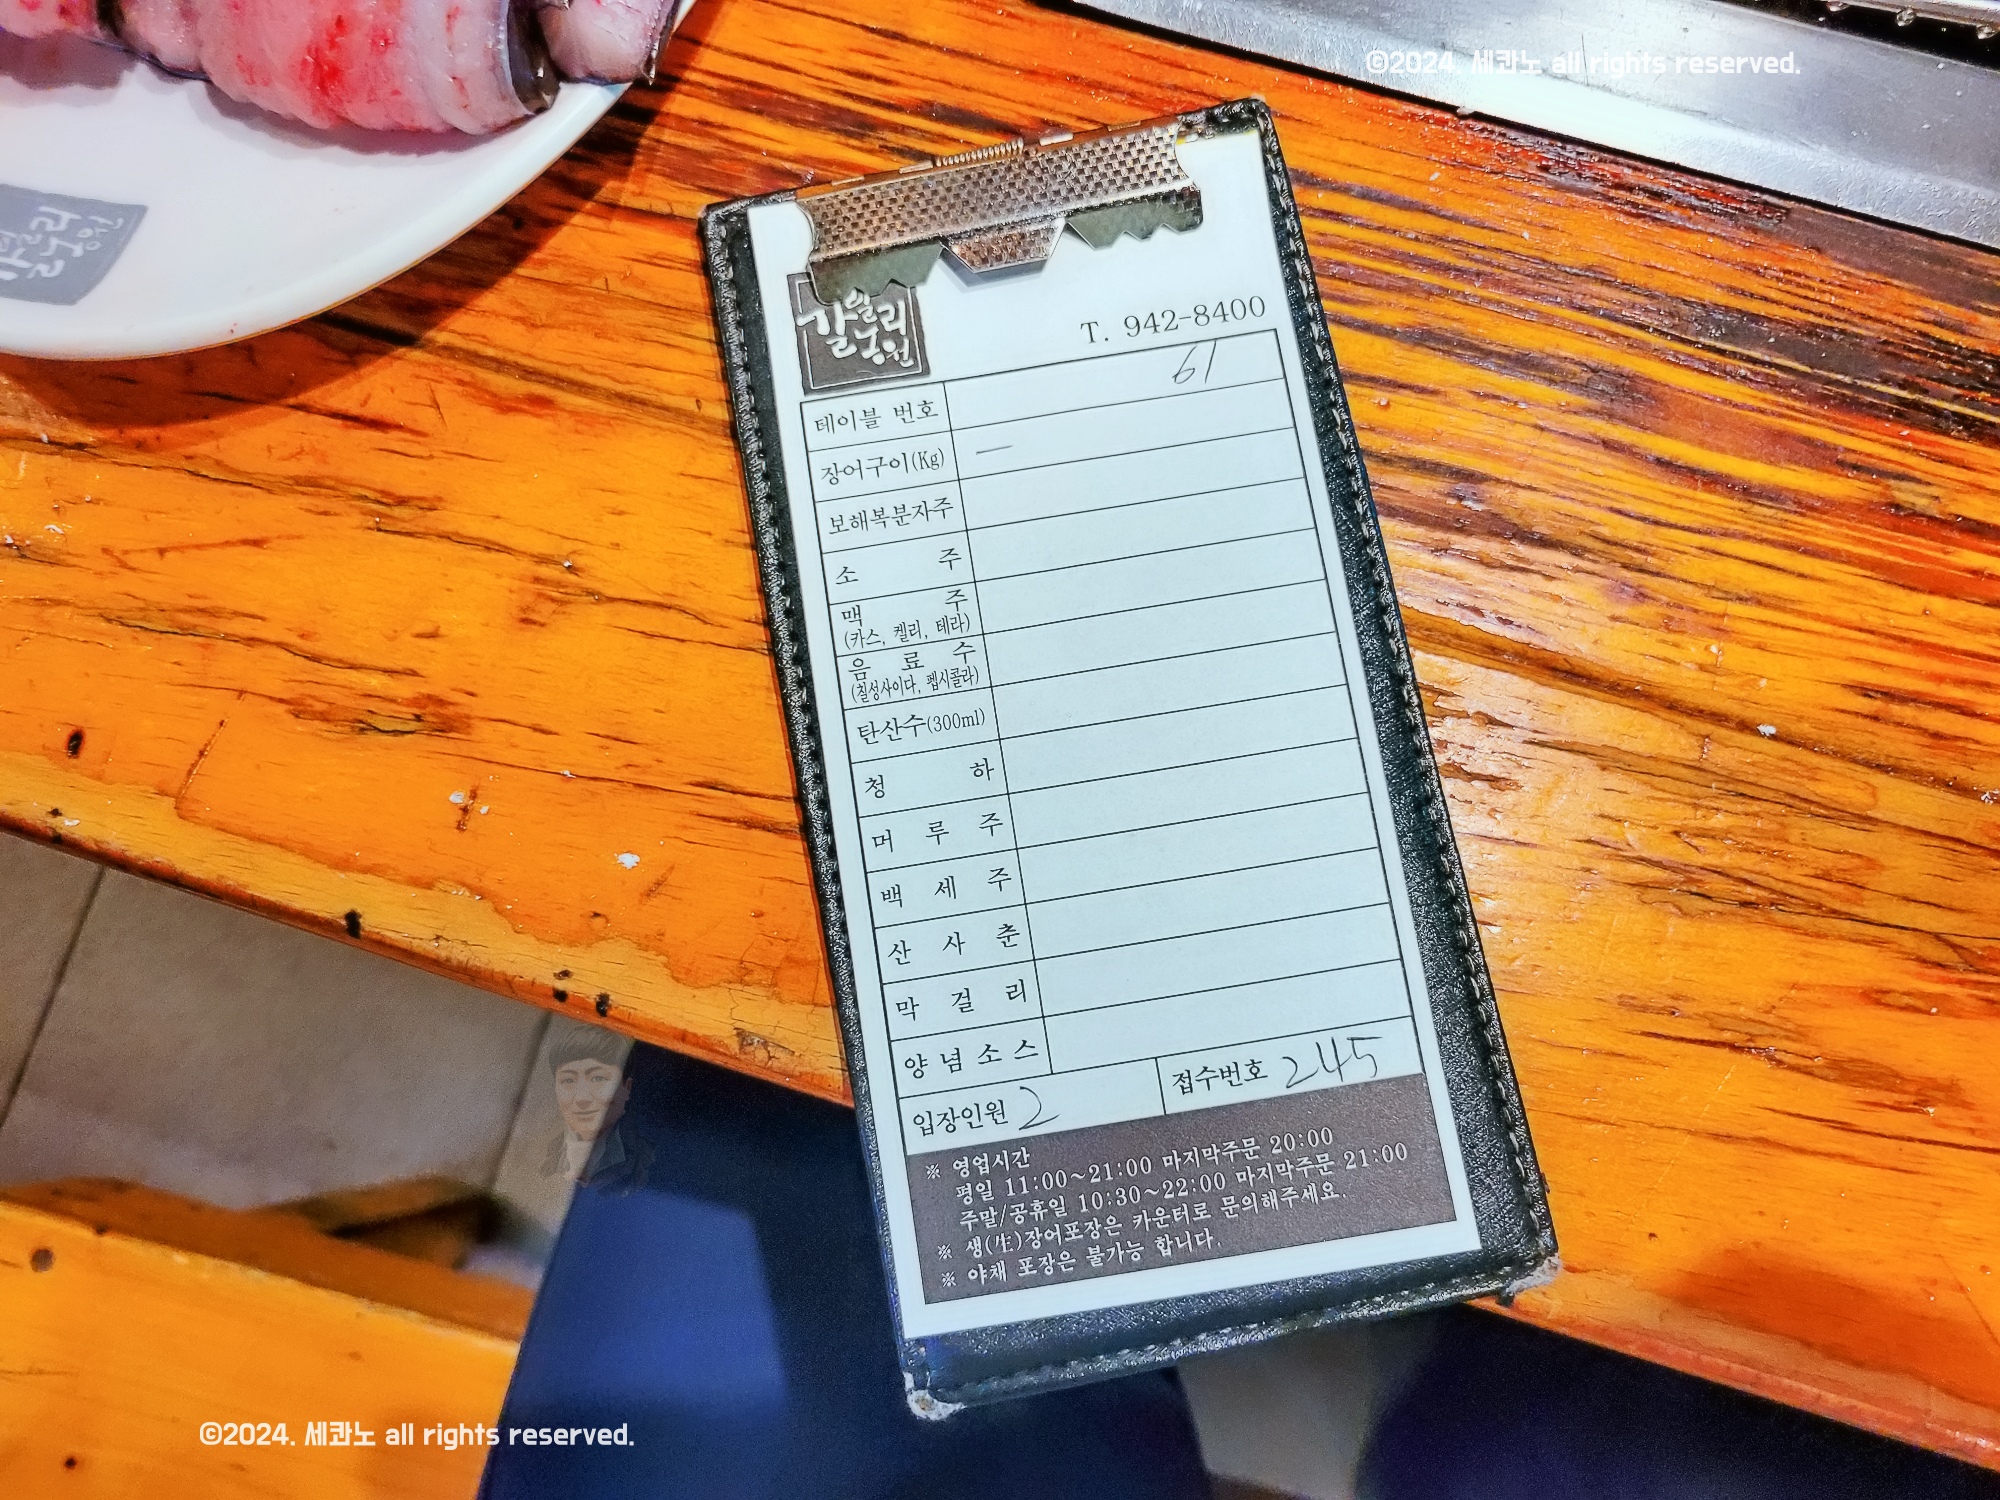 ©2024. 세콴노 all rights reserved.
갈릴리
농원
T. 942-8400
테이블 번호 61
장어구이(Kg) ㅡ
보해복분자주
소 주
맥 주
(카스, 켈리, 테라)
음 료 수
(칠성사이다, 펩시콜라)
탄산수(300ml)
청 하
머 루 주
백 세 주
산 사 춘
막 걸 리
양 념 소 스
입장인원 2 접수번호 245
※ 영업시간
평일 11:00~21:00 마지막주문 20:00
주말/공휴일 10:30~22:00 마지막주문 21:00
※ 생(生)장어포장은 카운터로 문의해주세요.
※ 야채 포장은 불가능 합니다.
©2024. 세콴노 all rights reserved.